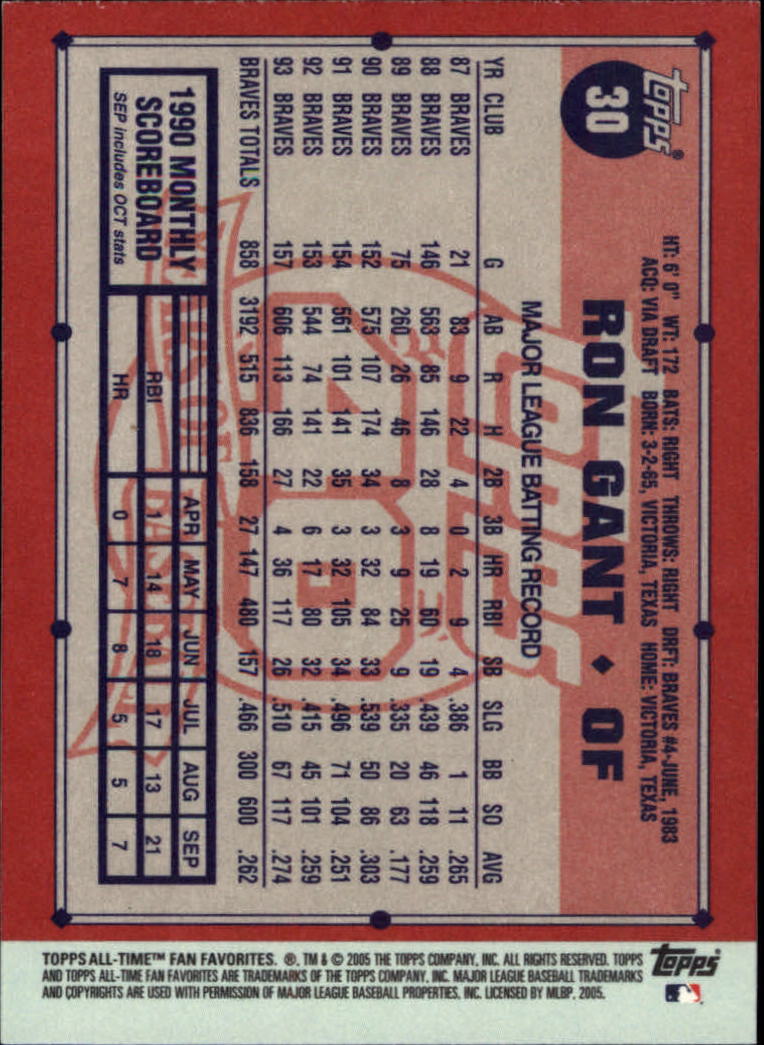 topps®
30
HT: 6' 0" WT: 172 BATS: RIGHT THROWS: RIGHT DRFT: BRAVES #4-JUNE, 1983
ACQ: VIA DRAFT BORN: 3-2-65, VICTORIA, TEXAS HOME: VICTORIA, TEXAS
RON GANT ◆ OF
MAJOR LEAGUE BATTING RECORD
YR CLUB G AB R H 2B 3B HR RBI SB SLG BB SO AVG
87 BRAVES 21 83 9 22 4 0 2 9 4 .386 1 11 .265
88 BRAVES 146 563 85 146 28 8 19 60 19 .439 46 118 .259
89 BRAVES 75 260 26 46 8 3 9 25 9 .335 20 63 .177
90 BRAVES 152 575 107 174 34 3 32 84 33 .539 50 86 .303
91 BRAVES 154 561 101 141 35 3 32 105 34 .496 71 104 .251
92 BRAVES 153 544 74 141 22 6 17 80 32 .415 45 101 .259
93 BRAVES 157 606 113 166 27 4 36 117 26 .510 67 117 .274
BRAVES TOTALS 858 3192 515 836 158 27 147 480 157 .466 300 600 .262
1990 MONTHLY
SCOREBOARD
SEP includes OCT stats
APR MAY JUN JUL AUG SEP
RBI 1 14 18 17 13 21
HR 0 7 8 5 5 7
topps
40
YEARS OF BASEBALL
TOPPS ALL-TIME™ FAN FAVORITES. ®, TM & © 2005 THE TOPPS COMPANY, INC. ALL RIGHTS RESERVED. TOPPS
AND TOPPS ALL-TIME FAN FAVORITES ARE TRADEMARKS OF THE TOPPS COMPANY, INC. MAJOR LEAGUE BASEBALL TRADEMARKS
AND COPYRIGHTS ARE USED WITH PERMISSION OF MAJOR LEAGUE BASEBALL PROPERTIES, INC. LICENSED BY MLBP, 2005.
topps